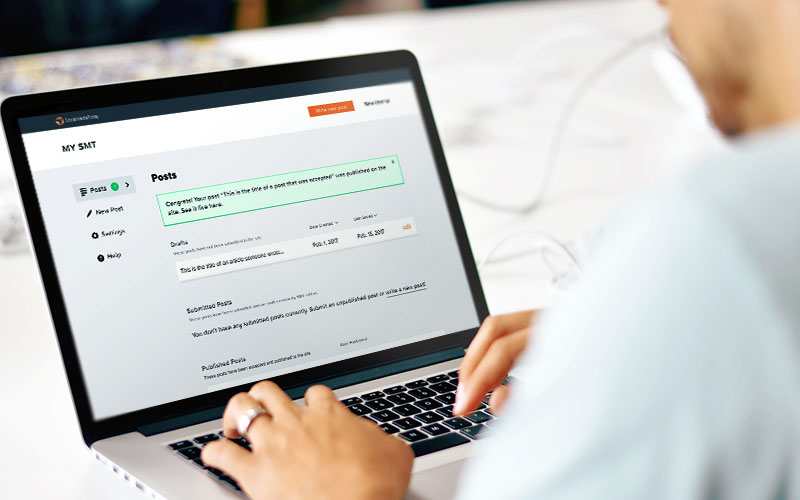 SocialMediaToday
Write new post
MY SMT
Posts
New Post
Settings
Help
Posts
Congrats! Your post "This is the title of a post that was accepted" was published on the
site. See it live here.
Drafts
These posts have not been submitted to the site
Date Created
Last Saved
This is the title of an article someone wrote...
Feb. 1, 2017
Feb. 15, 2017
Edit
Submitted Posts
These posts have been submitted and are under review by SMT editors
You don't have any submitted posts currently. Submit an unpublished post or write a new post!
Published Posts
These posts have been accepted and published to the site
Date Published